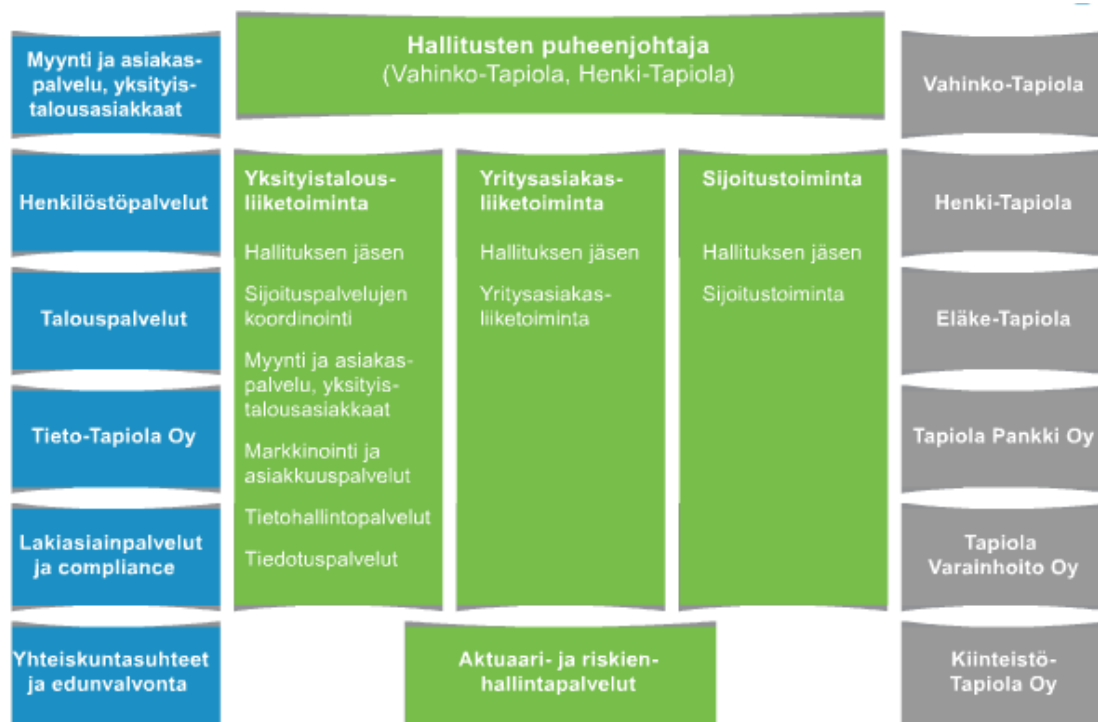 Myynti ja asiakas-
palvelu, yksityis-
talousasiakkaat
Henkilöstöpalvelut
Talouspalvelut
Tieto-Tapiola Oy
Lakiasiainpalvelut
ja compliance
Yhteiskuntasuhteet
ja edunvalvonta
Hallitusten puheenjohtaja
(Vahinko-Tapiola, Henki-Tapiola)
Yksityistalous-
liiketoiminta
Hallituksen jäsen
Sijoituspalvelujen
koordinointi
Myynti ja asiakas-
palvelu, yksityis-
talousasiakkaat
Markkinointi ja
asiakkuuspalvelut
Tietohallintopalvelut
Tiedotuspalvelut
Yritysasiakas-
liiketoiminta
Hallituksen jäsen
Yritysasiakas-
liiketoiminta
Sijoitustoiminta
Hallituksen jäsen
Sijoitustoiminta
Aktuaari- ja riskien-
hallintapalvelut
Vahinko-Tapiola
Henki-Tapiola
Eläke-Tapiola
Tapiola Pankki Oy
Tapiola
Varainhoito Oy
Kiinteistö-
Tapiola Oy